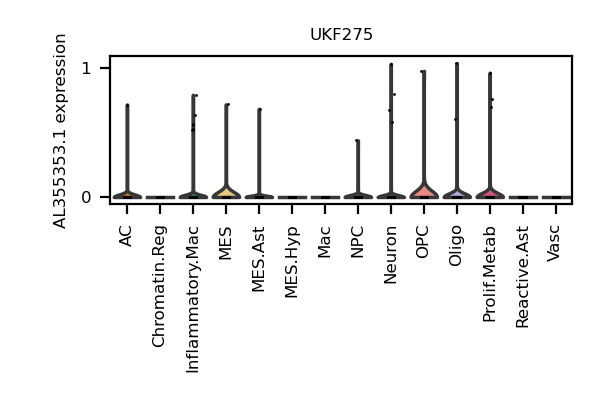 UKF275
AL355353.1 expression
1
0
AC
Chromatin.Reg
Inflammatory.Mac
MES
MES.Ast
MES.Hyp
Mac
NPC
Neuron
OPC
Oligo
Prolif.Metab
Reactive.Ast
Vasc